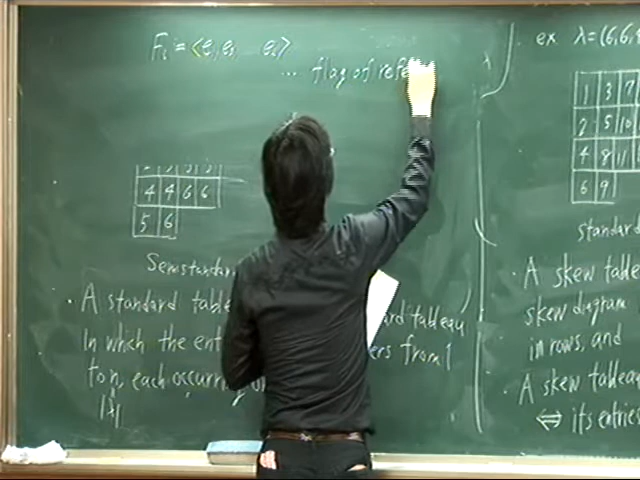 F_i = <e_1, e_2, e_i>
... flag of refe
4 4 6 6
5 6
Semistandar
· A standard table ard tableau
in which the ent ers from 1
to n, each occurring
|λ|
ex λ=(6,6,
1 3 7
2 5 10
4 8 11
6 9
standard
· A skew table
skew diagram
in rows, and
· A skew tableau
⇔ its entries